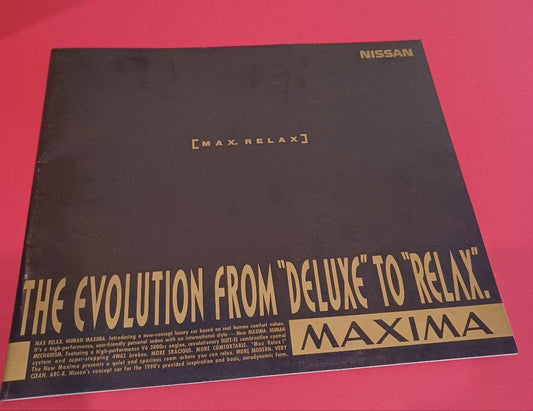 NISSAN
[MAX. RELAX]
THE EVOLUTION FROM "DELUXE" TO "RELAX".
MAX RELAX. HUMAN MAXIMA. Introducing a new-concept luxury car based on real human comfort values.
It's a high-performance, user-friendly personal sedan with an international style. New MAXIMA. HUMAN
MECHANISM. Featuring a high-performance V6 3000cc engine, revolutionary DUET-SS combination control
system and super-stopping 4WAS brakes. MORE SPACIOUS. MORE COMFORTABLE. "Max Relax!"
The New Maxima presents a quiet and spacious room where you can relax. MORE MODERN. VERY
CLEAN. ARC-X. Nissan's concept car for the 1990's provided inspiration and basic, aerodynamic form.
MAXIMA